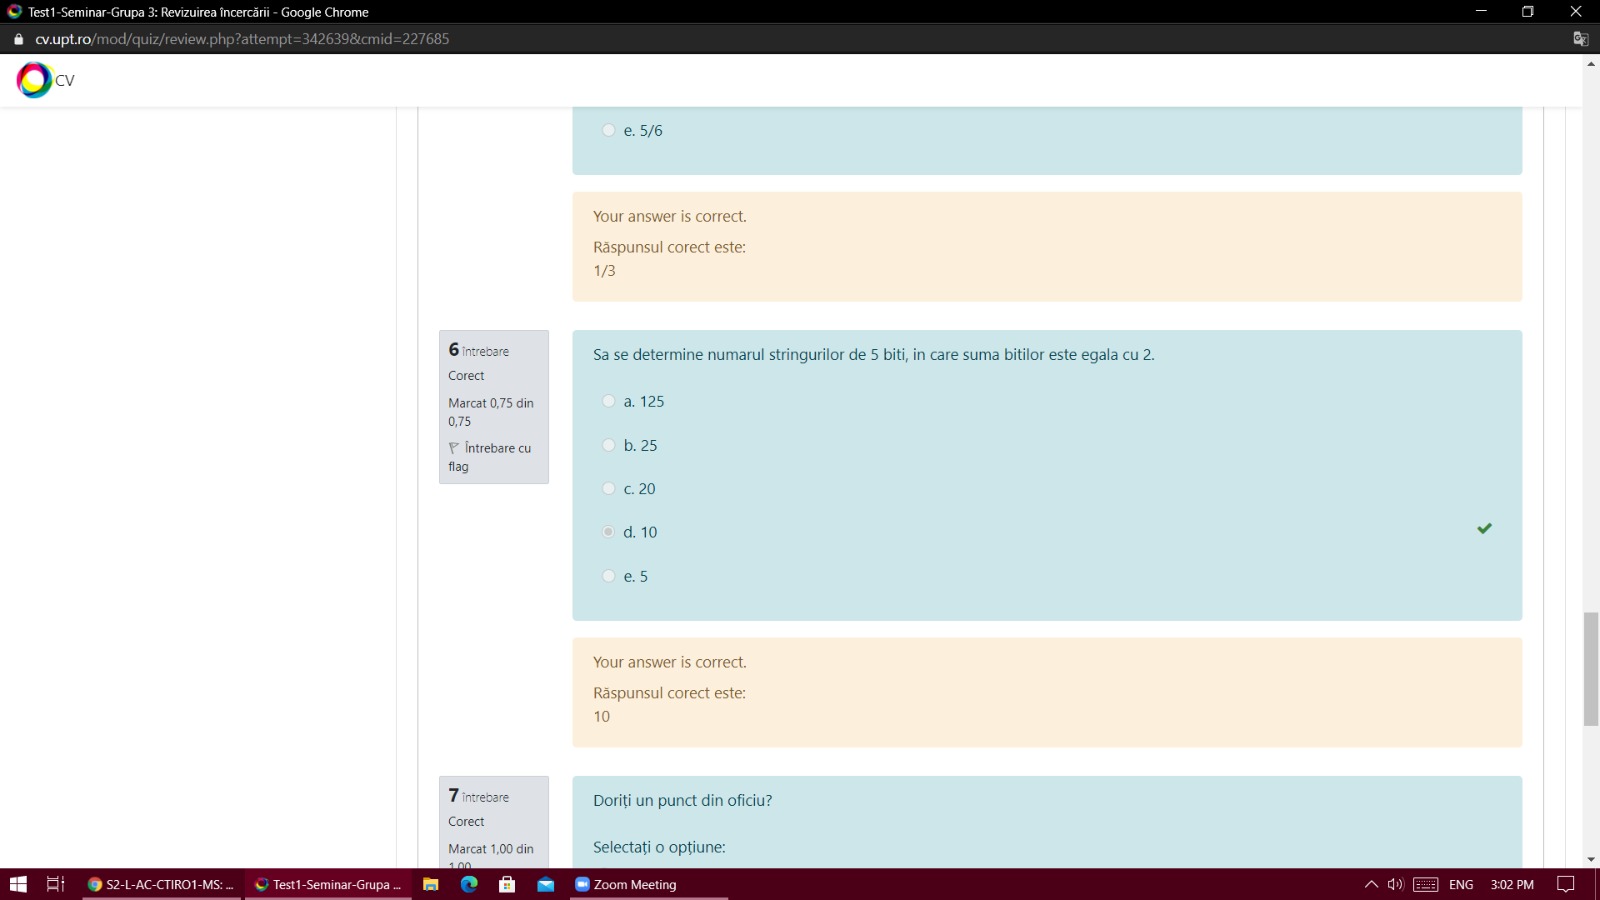 Test1-Seminar-Grupa 3: Revizuirea încercării - Google Chrome
cv.upt.ro/mod/quiz/review.php?attempt=342639&cmid=227685
CV
e. 5/6
Your answer is correct.
Răspunsul corect este:
1/3
6 Întrebare
Corect
Marcat 0,75 din
0,75
Întrebare cu
flag
Sa se determine numarul stringurilor de 5 biti, in care suma bitilor este egala cu 2.
a. 125
b. 25
c. 20
d. 10
e. 5
Your answer is correct.
Răspunsul corect este:
10
7 Întrebare
Corect
Marcat 1,00 din
1,00
Doriți un punct din oficiu?
Selectați o opțiune:
S2-L-AC-CTIRO1-MS: ...
Test1-Seminar-Grupa ...
Zoom Meeting
ENG
3:02 PM